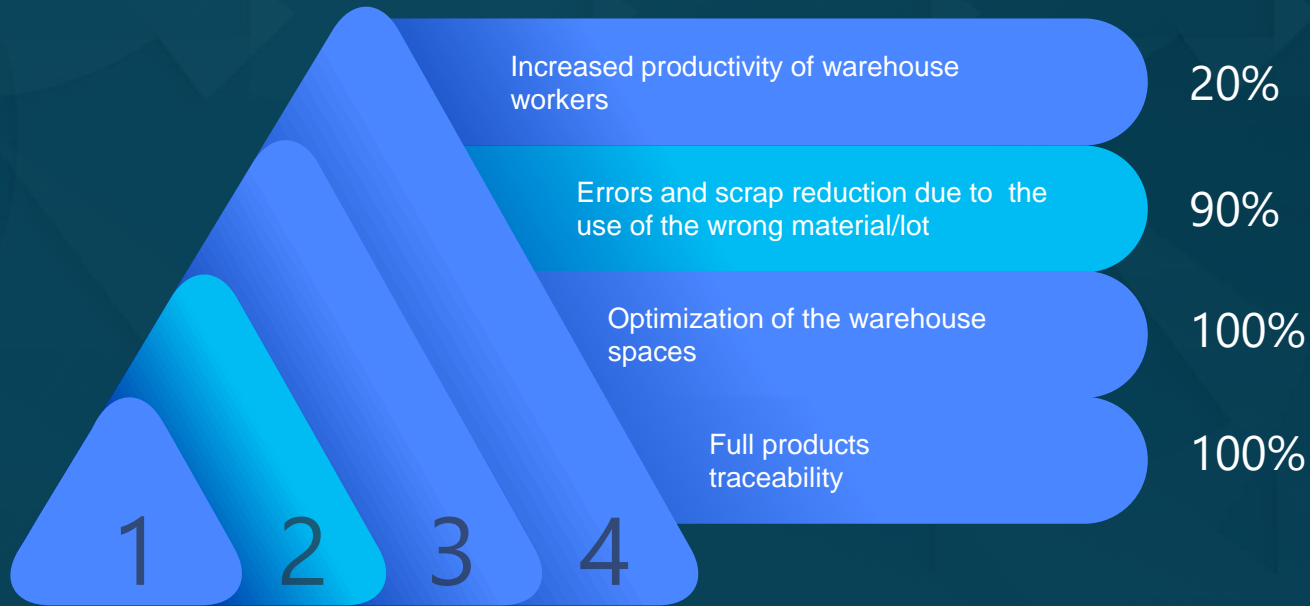 Increased productivity of warehouse
workers
20%
Errors and scrap reduction due to  the
use of the wrong material/lot
90%
Optimization of the warehouse
spaces
100%
Full products
traceability
100%
1 2 3 4